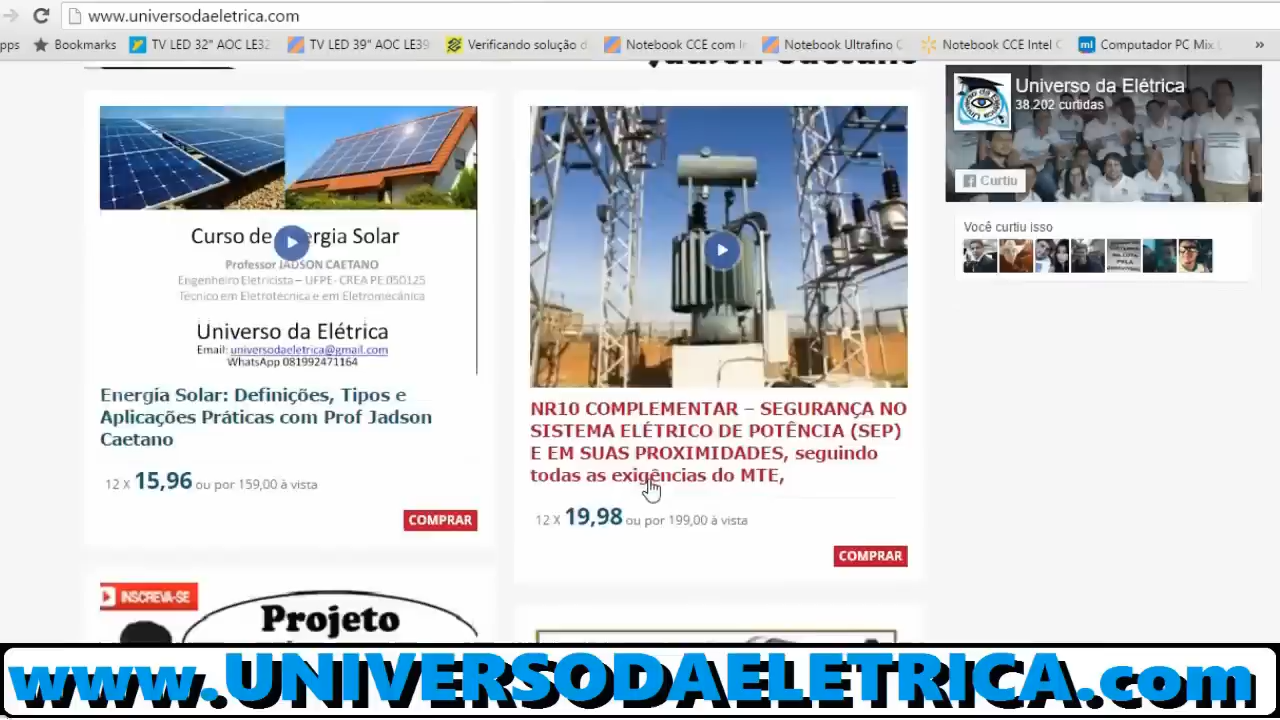 www.universodaeletrica.com
pps
Bookmarks
TV LED 32" AOC LE32
TV LED 39" AOC LE39
Verificando solução d
Notebook CCE com In
Notebook Ultrafino C
Notebook CCE Intel C
ml
Computador PC Mix L
»
Jadson Caetano
Universo da Elétrica
38.202 curtidas
Curtiu
Você curtiu isso
Curso de Energia Solar
Professor JADSON CAETANO
Engenheiro Eletricista – UFPE- CREA PE 050125
Técnico em Eletrotécnica e em Eletromecânica
Universo da Elétrica
Email: universodaeletrica@gmail.com
WhatsApp 081992471164
Energia Solar: Definições, Tipos e
Aplicações Práticas com Prof Jadson
Caetano
12 X 15,96 ou por 159,00 à vista
COMPRAR
NR10 COMPLEMENTAR – SEGURANÇA NO
SISTEMA ELÉTRICO DE POTÊNCIA (SEP)
E EM SUAS PROXIMIDADES, seguindo
todas as exigências do MTE,
12 X 19,98 ou por 199,00 à vista
COMPRAR
INSCREVA-SE
Projeto
www.UNIVERSODAELETRICA.com